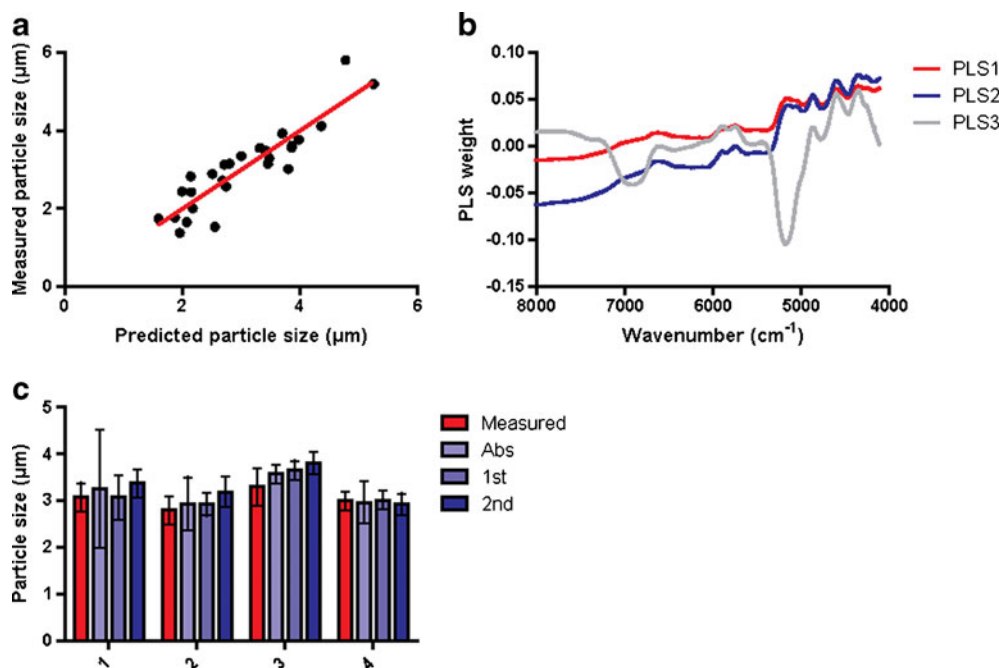 a
Measured particle size (μm)
6
4
2
0
0 2 4 6
Predicted particle size (μm)
b
PLS weight
0.10
0.05
0.00
-0.05
-0.10
-0.15
8000 7000 6000 5000 4000
Wavenumber (cm⁻¹)
PLS1
PLS2
PLS3
c
Particle size (μm)
5
4
3
2
1
0
1 2 3 4
Measured
Abs
1st
2nd